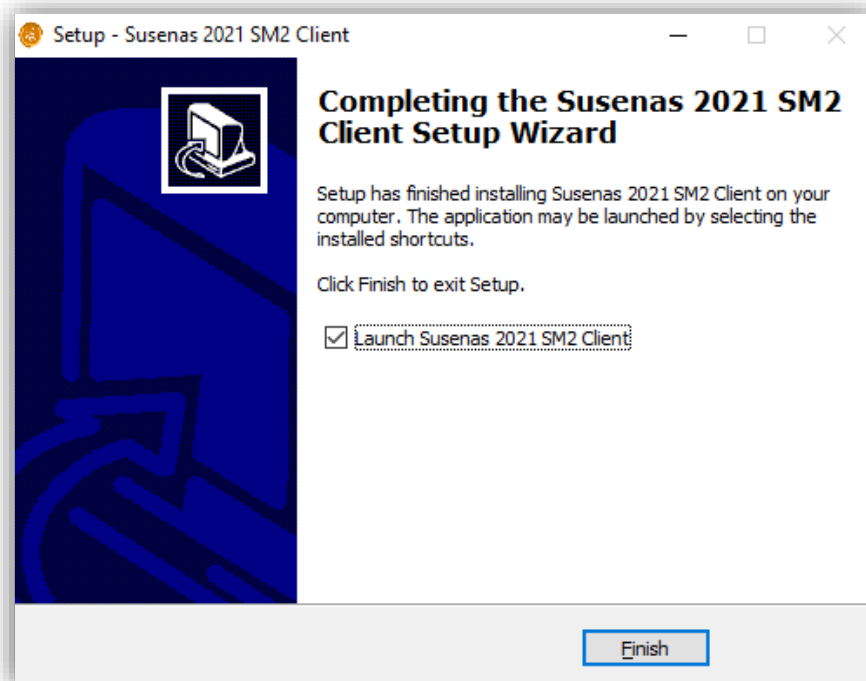 Setup - Susenas 2021 SM2 Client
Completing the Susenas 2021 SM2
Client Setup Wizard
Setup has finished installing Susenas 2021 SM2 Client on your
computer. The application may be launched by selecting the
installed shortcuts.
Click Finish to exit Setup.
Launch Susenas 2021 SM2 Client
Finish